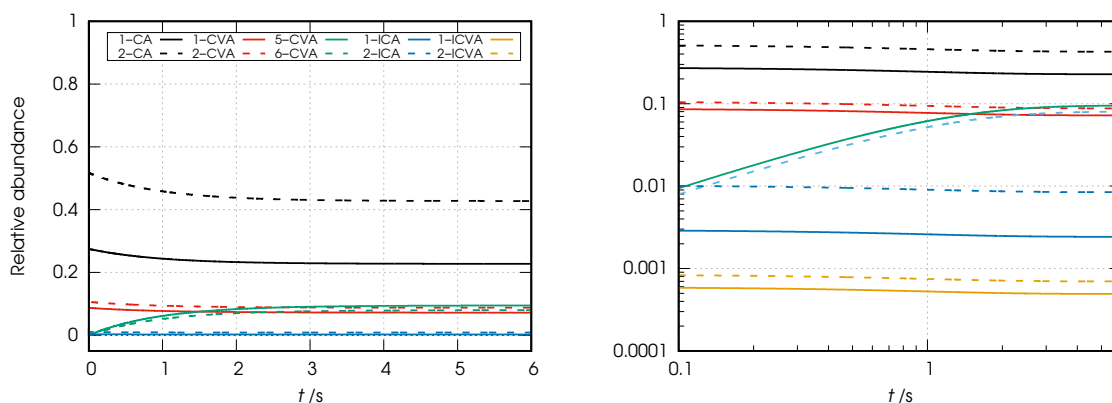 1
0.8
0.6
0.4
0.2
0
Relative abundance
1–CA 1–CVA 5–CVA 1–ICA 1–ICVA
2–CA 2–CVA 6–CVA 2–ICA 2–ICVA
0 1 2 3 4 5 6
t /s
1
0.1
0.01
0.001
0.0001
0.1 1
t /s